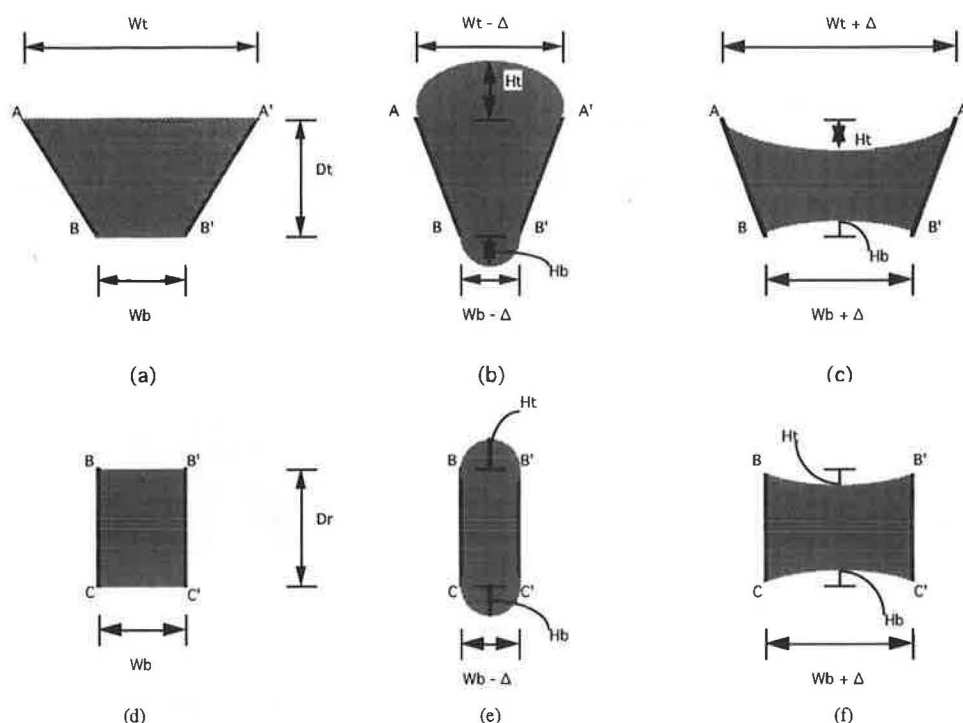 Wt
Wt - Δ
Wt + Δ
A A' A Ht A' A Ht A'
Dt
B B' B B' B B'
Hb Hb
Wb Wb - Δ Wb + Δ
(a) (b) (c)
Ht
Ht
B B' B B' B B'
Dr
C C' C C' C C'
Hb Hb
Wb Wb - Δ Wb + Δ
(d) (e) (f)